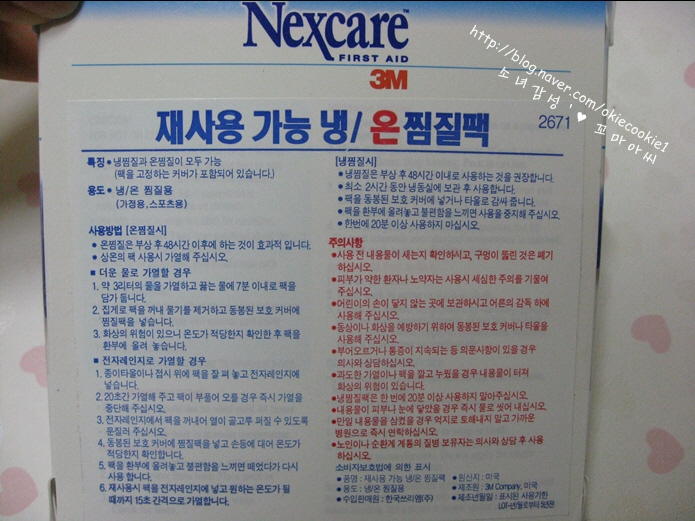 Nexcare
FIRST AID
3M
http://blog.naver.com/okiecookie1
소녀감성,♥ 꼬마아씨
재사용 가능 냉/온찜질팩 2671
특징 ● 냉찜질과 온찜질이 모두 가능
(팩을 고정하는 커버가 포함되어 있습니다.)
용도 ● 냉/온 찜질용
(가정용,스포츠용)
사용방법 [온찜질시]
● 온찜질은 부상 후 48시간 이후에 하는 것이 효과적 입니다.
● 상온의 팩 사용시 가열해 주십시오.
■ 더운 물로 가열할 경우
1. 약 3리터의 물을 가열하고 끓는 물에 7분 이내로 팩을
담가 둡니다.
2. 집게로 팩을 꺼내 물기를 제거하고 동봉된 보호 커버에
찜질팩을 넣습니다.
3. 화상의 위험이 있으니 온도가 적당한지 확인한 후 팩을
환부에 올려 놓습니다.
■ 전자레인지로 가열할 경우
1. 종이타올이나 접시 위에 팩을 잘 펴 놓고 전자레인지에
넣습니다.
2. 20초간 가열해 주고 팩이 부풀어 오를 경우 즉시 가열을
중단해 주십시오.
3. 전자레인지에서 팩을 꺼내어 열이 골고루 퍼질 수 있도록
문질러 주십시오.
4. 동봉된 보호 커버에 찜질팩을 넣고 손등에 대어 온도가
적당한지 확인합니다.
5. 팩을 환부에 올려놓고 불편함을 느끼면 떼었다가 다시
사용 합니다.
6. 재사용시 팩을 전자레인지에 넣고 원하는 온도가 될
때까지 15초 간격으로 가열합니다.
[냉찜질시]
● 냉찜질은 부상 후 48시간 이내로 사용하는 것을 권장합니다.
● 최소 2시간 동안 냉동실에 보관 후 사용합니다.
● 팩을 동봉된 보호 커버에 넣거나 타올로 감싸 줍니다.
● 팩을 환부에 올려놓고 불편함을 느끼면 사용을 중지해 주십시오.
● 한번에 20분 이상 사용하지 마십시오.
주의사항
●사용 전 내용물이 세는지 확인하시고, 구멍이 뚫린 것은 폐기
하십시오.
●피부가 약한 환자나 노약자는 사용시 세심한 주의를 기울여
주십시오.
●어린이의 손이 닿지 않는 곳에 보관하시고 어른의 감독 하에
사용해 주십시오.
●동상이나 화상을 예방하기 위하여 동봉된 보호 커버나 타올을
사용해 주십시오.
●부어오르거나 통증이 지속되는 등 의문사항이 있을 경우
의사와 상담하십시오.
●과도한 가열이나 팩을 깔고 누웠을 경우 내용물이 터져
화상의 위험이 있습니다.
●냉찜질팩은 한 번에 20분 이상 사용하지 말아주십시오.
●내용물이 피부나 눈에 닿았을 경우 즉시 물로 씻어 내십시오.
●만일 내용물을 삼켰을 경우 억지로 토해내지 말고 가까운
병원으로 즉시 연락하십시오.
●노인이나 순환계 계통의 질병 보유자는 의사와 상담 후 사용
하십시오.
소비자보호법에 의한 표시
● 품명 : 재사용 가능 냉/온 찜질팩 ● 원산지 : 미국
● 용도 : 냉/온 찜질용 ● 제조원 : 3M Company, 미국
● 수입판매원 : 한국쓰리엠(주) ● 제조년월일 : 표시된 사용기한